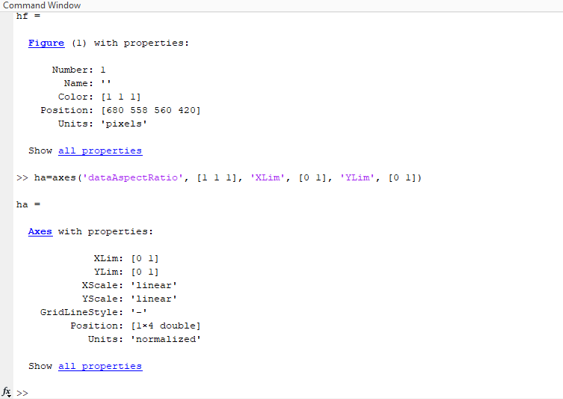 Command Window
hf =
Figure (1) with properties:
Number: 1
Name: ''
Color: [1 1 1]
Position: [680 558 560 420]
Units: 'pixels'
Show all properties
>> ha=axes('dataAspectRatio', [1 1 1], 'XLim', [0 1], 'YLim', [0 1])
ha =
Axes with properties:
XLim: [0 1]
YLim: [0 1]
XScale: 'linear'
YScale: 'linear'
GridLineStyle: '-'
Position: [1×4 double]
Units: 'normalized'
Show all properties
fx >>